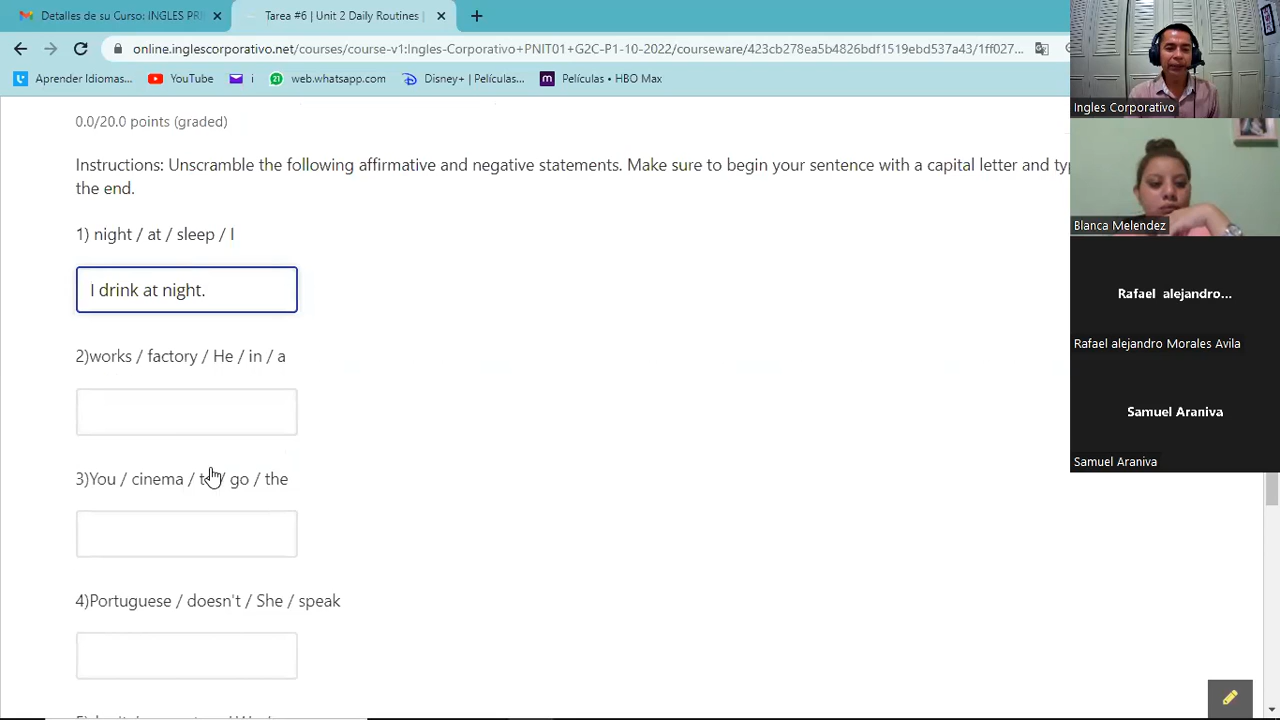 Detalles de su Curso: INGLES PRI
Tarea #6 | Unit 2 Daily Routines |
online.inglescorporativo.net/courses/course-v1:Ingles-Corporativo+PNIT01+G2C-P1-10-2022/courseware/423cb279ea5b4826bdf1519ebd537a43/1ff027...
Aprender Idiomas...
YouTube
i
web.whatsapp.com
Disney+ | Películas...
Películas • HBO Max
0.0/20.0 points (graded)
Instructions: Unscramble the following affirmative and negative statements. Make sure to begin your sentence with a capital letter and
the end.
1) night / at / sleep / I
I drink at night.
2)works / factory / He / in / a
3)You / cinema / / go / the
4)Portuguese / doesn't / She / speak
Ingles Corporativo
Blanca Melendez
Rafael alejandro...
Rafael alejandro Morales Avila
Samuel Araniva
Samuel Araniva